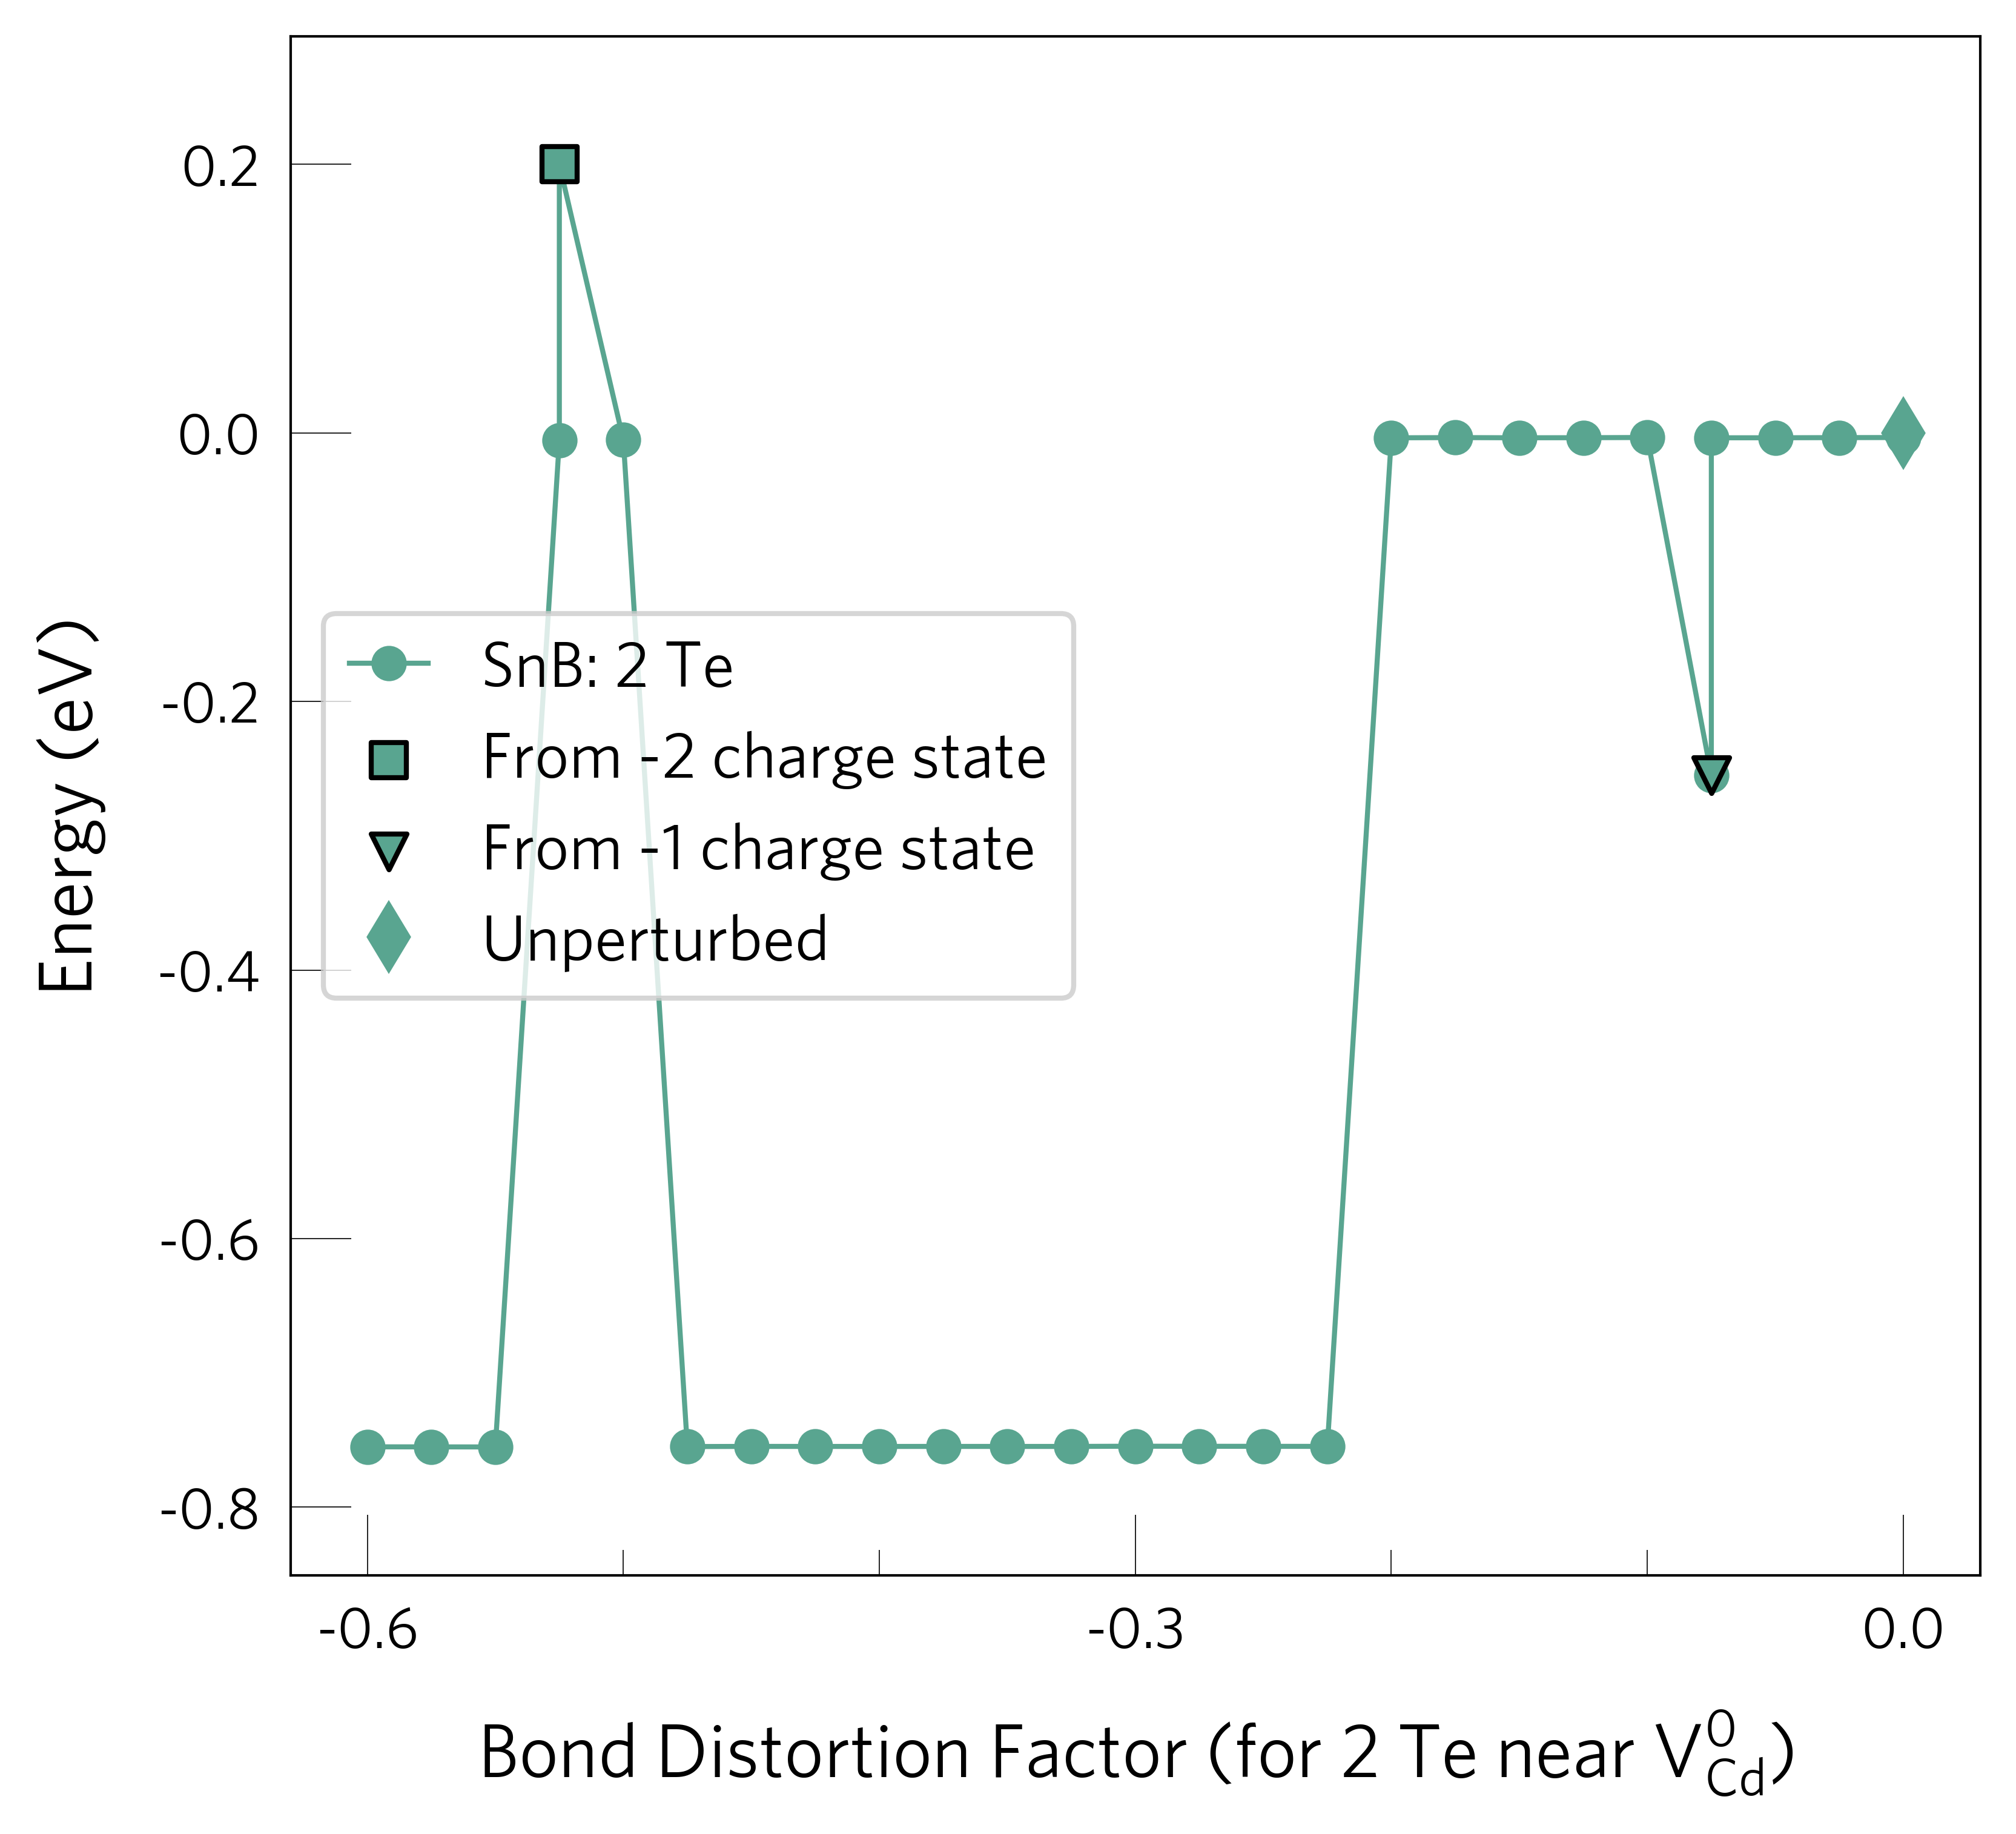 0.2
0.0
-0.2
-0.4
-0.6
-0.8
Energy (eV)
SnB: 2 Te
From -2 charge state
From -1 charge state
Unperturbed
-0.6
-0.3
0.0
Bond Distortion Factor (for 2 Te near V⁰_Cd)